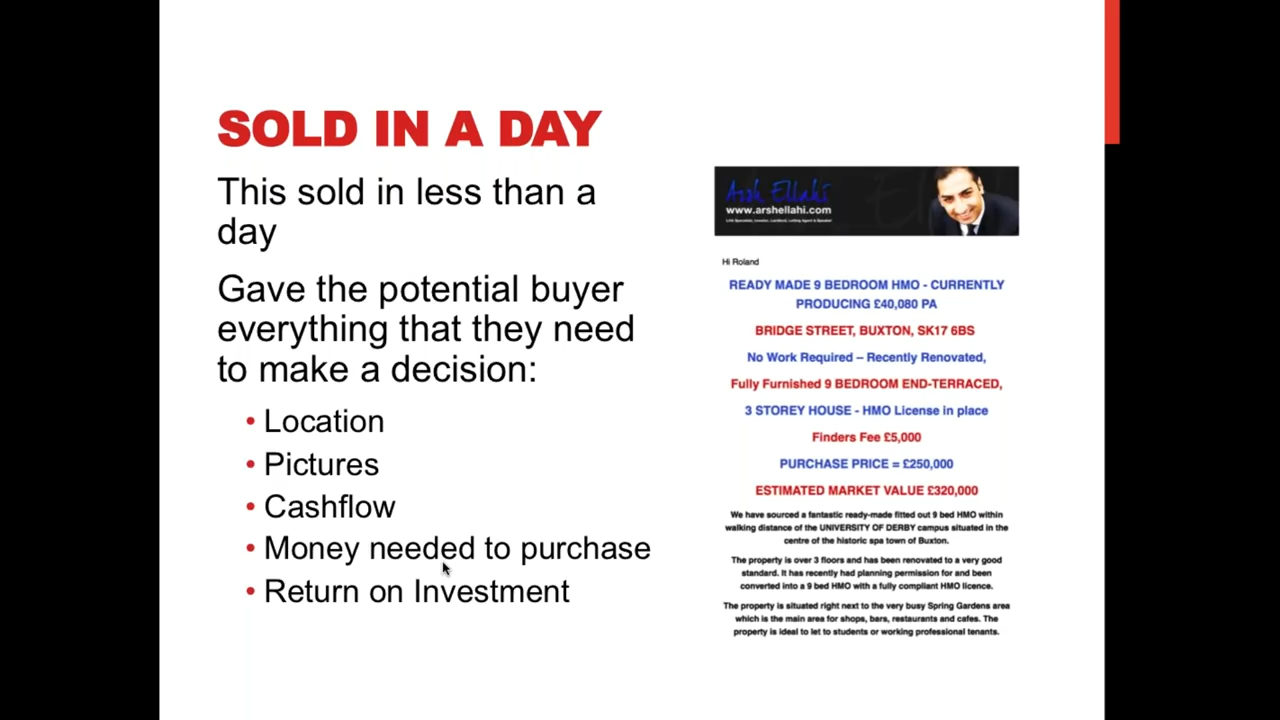 SOLD IN A DAY
This sold in less than a
day
Gave the potential buyer
everything that they need
to make a decision:
• Location
• Pictures
• Cashflow
• Money needed to purchase
• Return on Investment
Arsh Ellahi
www.arshellahi.com
Hi Roland
READY MADE 9 BEDROOM HMO - CURRENTLY
PRODUCING £40,080 PA
BRIDGE STREET, BUXTON, SK17 6BS
No Work Required – Recently Renovated,
Fully Furnished 9 BEDROOM END-TERRACED,
3 STOREY HOUSE - HMO License in place
Finders Fee £5,000
PURCHASE PRICE = £250,000
ESTIMATED MARKET VALUE £320,000
We have sourced a fantastic ready-made fitted out 9 bed HMO within
walking distance of the UNIVERSITY OF DERBY campus situated in the
centre of the historic spa town of Buxton.
The property is over 3 floors and has been renovated to a very good
standard. It has recently had planning permission for and been
converted into a 9 bed HMO with a fully compliant HMO licence.
The property is situated right next to the very busy Spring Gardens area
which is the main area for shops, bars, restaurants and cafes. The
property is ideal to let to students or working professional tenants.